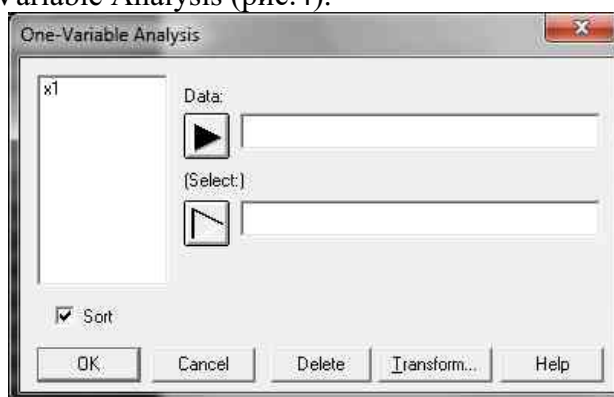 Variable Analysis (рис.4).
One-Variable Analysis
x1
Data:
(Select:)
Sort
OK
Cancel
Delete
Transform...
Help